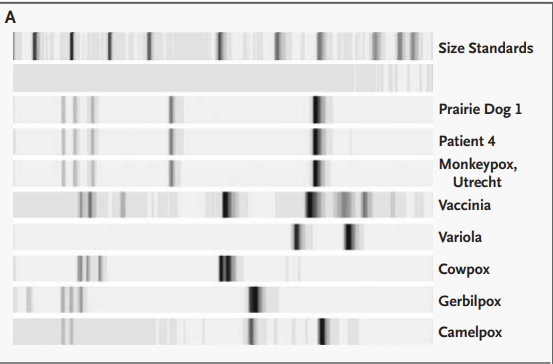 A
Size Standards
Prairie Dog 1
Patient 4
Monkeypox,
Utrecht
Vaccinia
Variola
Cowpox
Gerbilpox
Camelpox